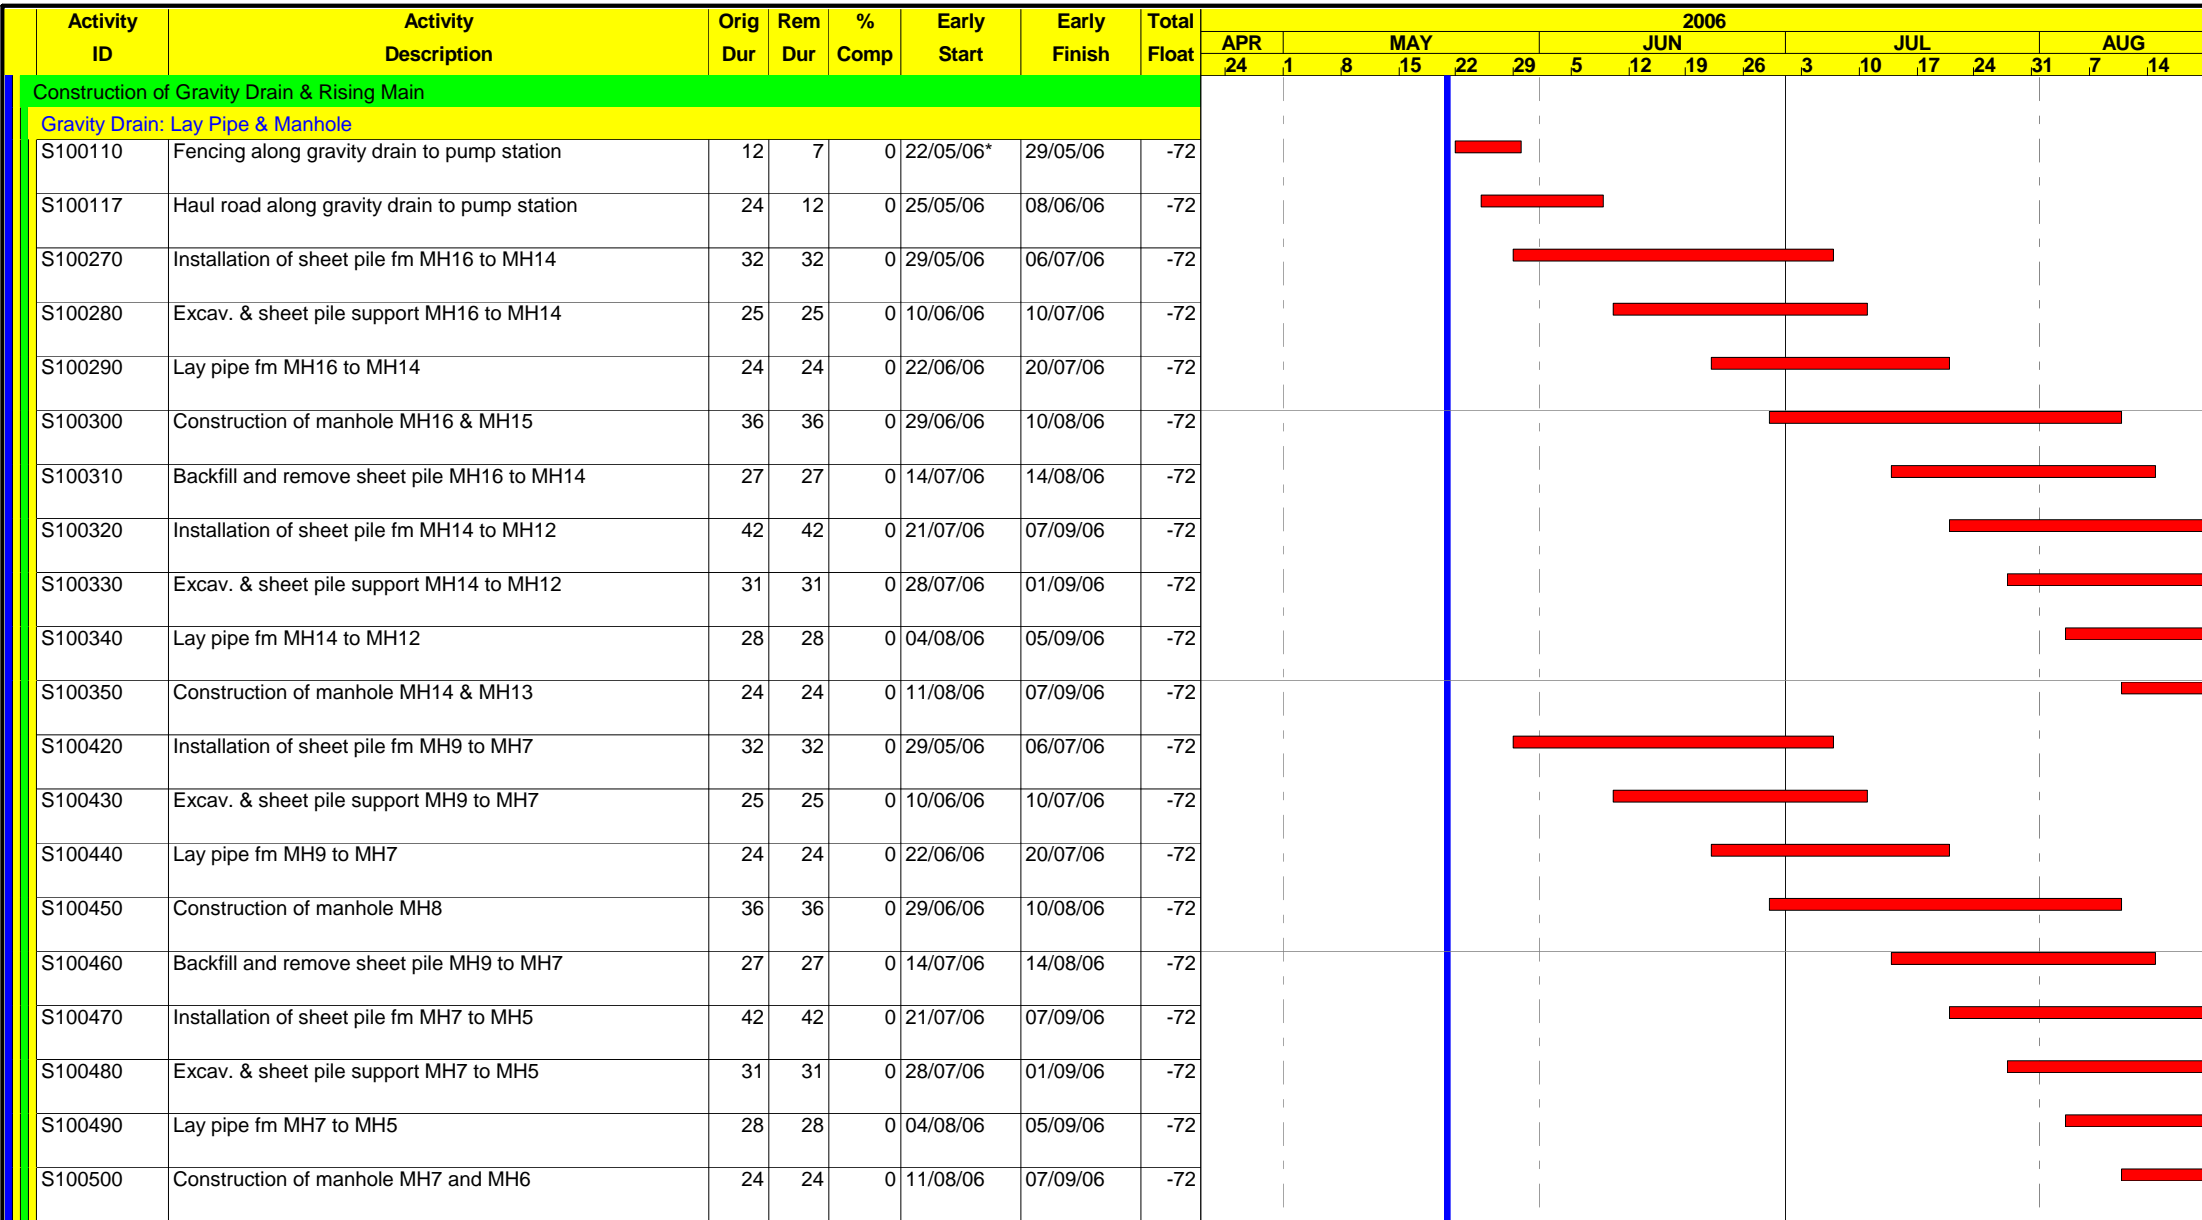 Activity Activity Orig Rem % Early Early Total 2006
ID Description Dur Dur Comp Start Finish Float APR MAY JUN JUL AUG
24 1 8 15 22 29 5 12 19 26 3 10 17 24 31 7 14
Construction of Gravity Drain & Rising Main
Gravity Drain: Lay Pipe & Manhole
S100110 Fencing along gravity drain to pump station 12 7 0 22/05/06* 29/05/06 -72
S100117 Haul road along gravity drain to pump station 24 12 0 25/05/06 08/06/06 -72
S100270 Installation of sheet pile fm MH16 to MH14 32 32 0 29/05/06 06/07/06 -72
S100280 Excav. & sheet pile support MH16 to MH14 25 25 0 10/06/06 10/07/06 -72
S100290 Lay pipe fm MH16 to MH14 24 24 0 22/06/06 20/07/06 -72
S100300 Construction of manhole MH16 & MH15 36 36 0 29/06/06 10/08/06 -72
S100310 Backfill and remove sheet pile MH16 to MH14 27 27 0 14/07/06 14/08/06 -72
S100320 Installation of sheet pile fm MH14 to MH12 42 42 0 21/07/06 07/09/06 -72
S100330 Excav. & sheet pile support MH14 to MH12 31 31 0 28/07/06 01/09/06 -72
S100340 Lay pipe fm MH14 to MH12 28 28 0 04/08/06 05/09/06 -72
S100350 Construction of manhole MH14 & MH13 24 24 0 11/08/06 07/09/06 -72
S100420 Installation of sheet pile fm MH9 to MH7 32 32 0 29/05/06 06/07/06 -72
S100430 Excav. & sheet pile support MH9 to MH7 25 25 0 10/06/06 10/07/06 -72
S100440 Lay pipe fm MH9 to MH7 24 24 0 22/06/06 20/07/06 -72
S100450 Construction of manhole MH8 36 36 0 29/06/06 10/08/06 -72
S100460 Backfill and remove sheet pile MH9 to MH7 27 27 0 14/07/06 14/08/06 -72
S100470 Installation of sheet pile fm MH7 to MH5 42 42 0 21/07/06 07/09/06 -72
S100480 Excav. & sheet pile support MH7 to MH5 31 31 0 28/07/06 01/09/06 -72
S100490 Lay pipe fm MH7 to MH5 28 28 0 04/08/06 05/09/06 -72
S100500 Construction of manhole MH7 and MH6 24 24 0 11/08/06 07/09/06 -72